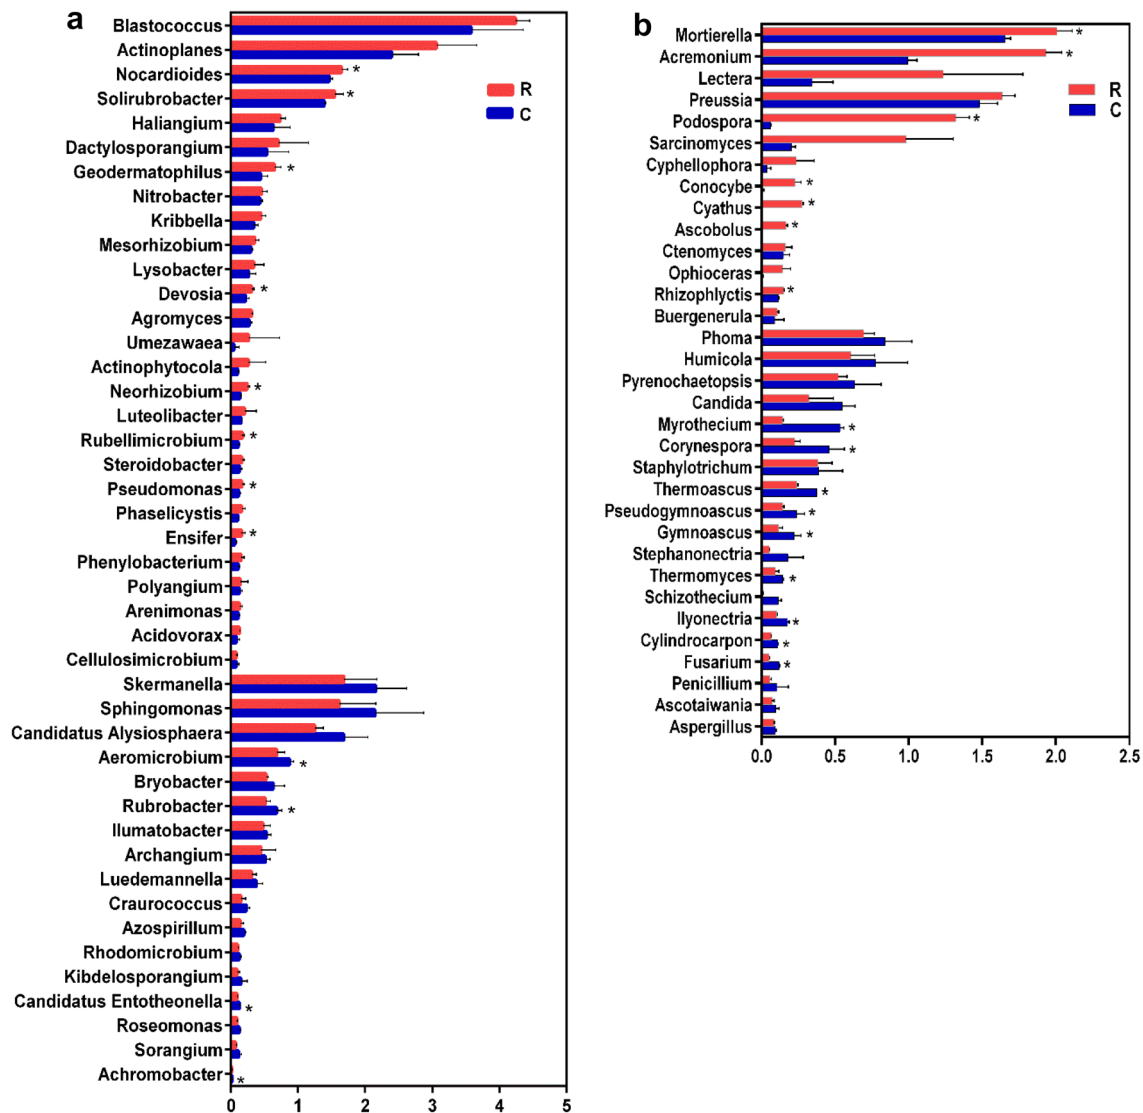 a
Blastococcus
Actinoplanes
Nocardioides *
Solirubrobacter *
Haliangium
Dactylosporangium
Geodermatophilus *
Nitrobacter
Kribbella
Mesorhizobium
Lysobacter
Devosia *
Agromyces
Umezawaea
Actinophytocola
Neorhizobium *
Luteolibacter
Rubellimicrobium *
Steroidobacter
Pseudomonas *
Phaselicystis
Ensifer *
Phenylobacterium
Polyangium
Arenimonas
Acidovorax
Cellulosimicrobium
Skermanella
Sphingomonas
Candidatus Alysiosphaera
Aeromicrobium *
Bryobacter
Rubrobacter *
Ilumatobacter
Archangium
Luedemannella
Craurococcus
Azospirillum
Rhodomicrobium
Kibdelosporangium
Candidatus Entotheonella *
Roseomonas
Sorangium
Achromobacter *
0 1 2 3 4 5
R
C
b
Mortierella *
Acremonium *
Lectera
Preussia
Podospora *
Sarcinomyces
Cyphellophora
Conocybe *
Cyathus *
Ascobolus *
Ctenomyces
Ophioceras
Rhizophlyctis *
Buergenerula
Phoma
Humicola
Pyrenochaetopsis
Candida
Myrothecium *
Corynespora *
Staphylotrichum
Thermoascus *
Pseudogymnoascus *
Gymnoascus *
Stephanonectria
Thermomyces *
Schizothecium
Ilyonectria *
Cylindrocarpon *
Fusarium *
Penicillium
Ascotaiwania
Aspergillus
0.0 0.5 1.0 1.5 2.0 2.5
R
C